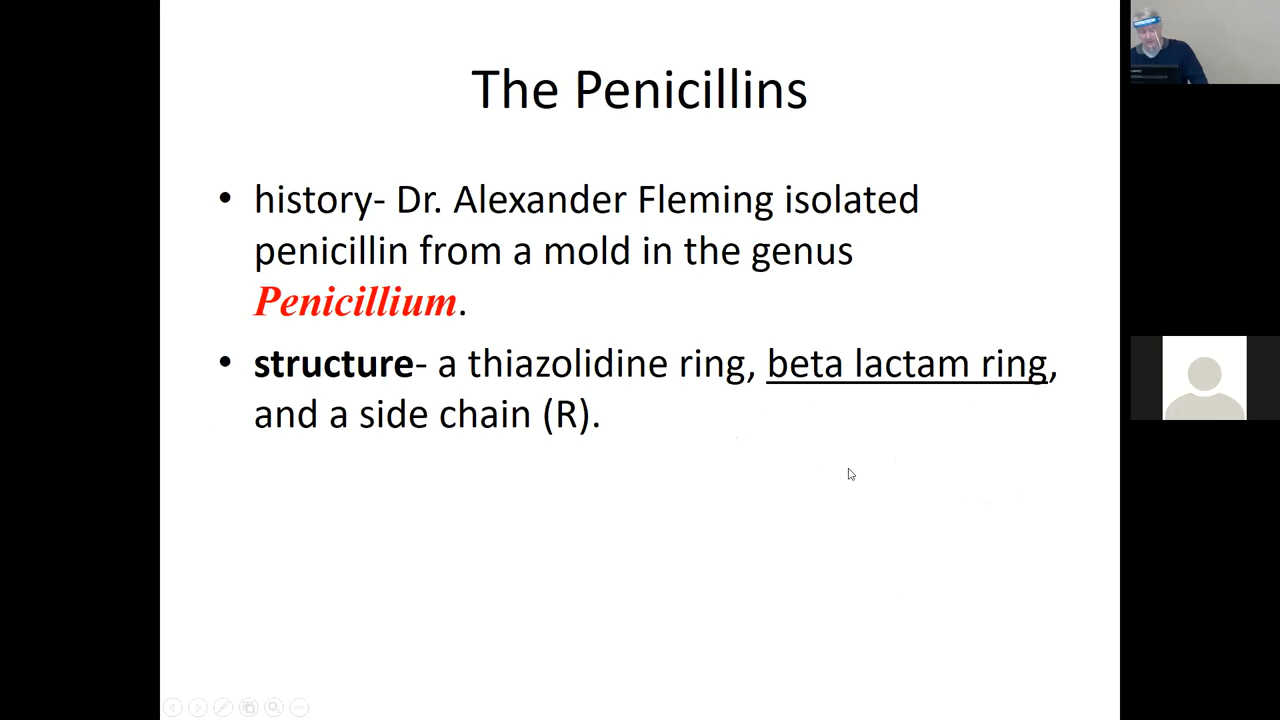 The Penicillins
• history- Dr. Alexander Fleming isolated
penicillin from a mold in the genus
Penicillium.
• structure- a thiazolidine ring, beta lactam ring,
and a side chain (R).